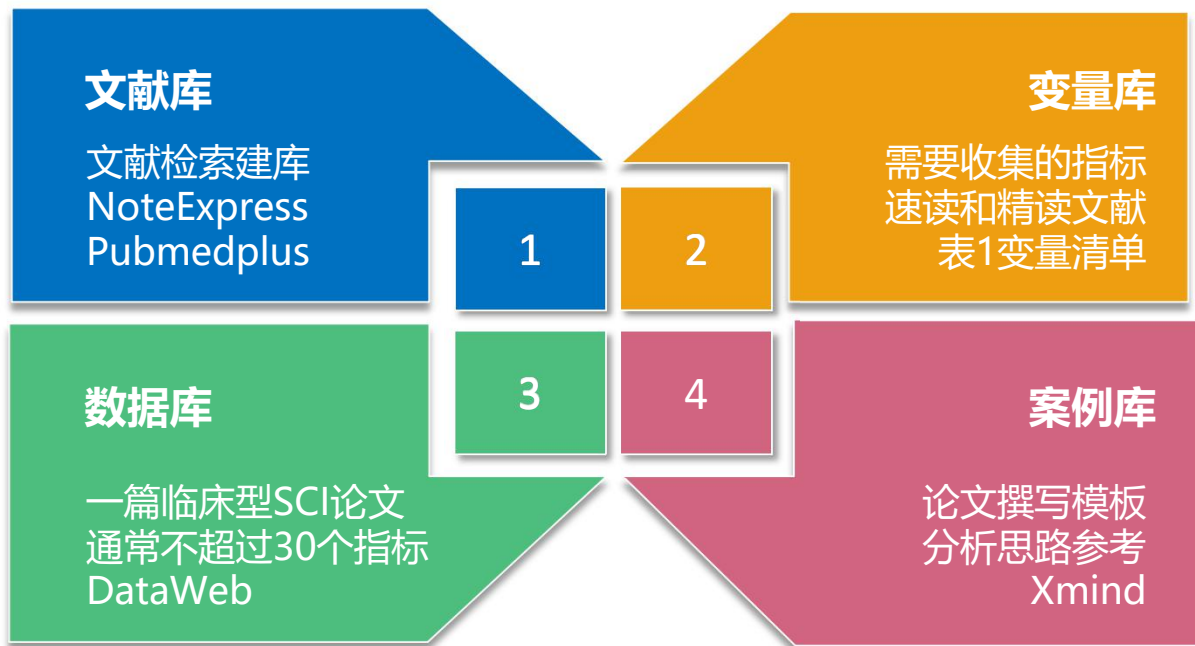 文献库
文献检索建库
NoteExpress
Pubmedplus
1
2
变量库
需要收集的指标
速读和精读文献
表1变量清单
数据库
一篇临床型SCI论文
通常不超过30个指标
DataWeb
3
4
案例库
论文撰写模板
分析思路参考
Xmind